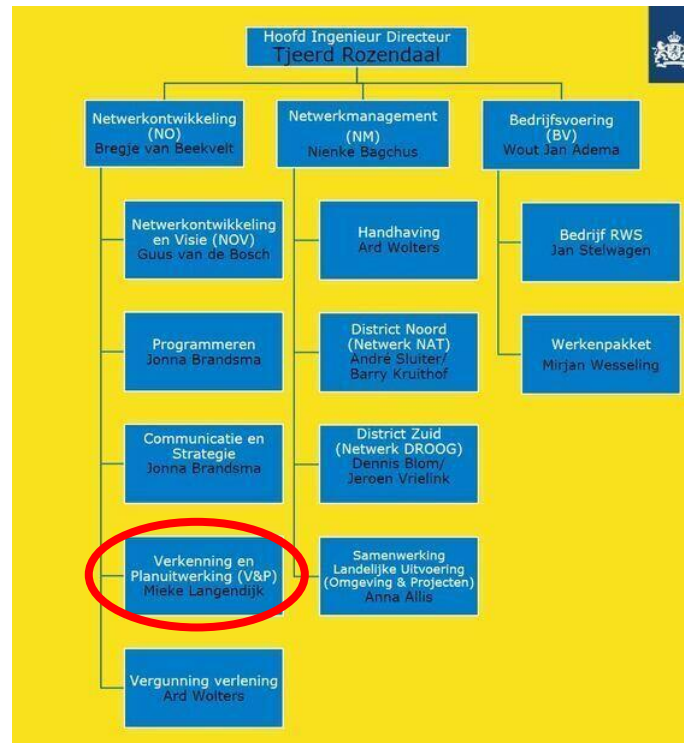 Hoofd Ingenieur Directeur
Tjeerd Rozendaal
Netwerkontwikkeling
(NO)
Bregje van Beekvelt
Netwerkmanagement
(NM)
Nienke Bagchus
Bedrijfsvoering
(BV)
Wout Jan Adema
Netwerkontwikkeling
en Visie (NOV)
Guus van de Bosch
Handhaving
Ard Wolters
Bedrijf RWS
Jan Stelwagen
Programmeren
Jonna Brandsma
District Noord
(Netwerk NAT)
André Sluiter/
Barry Kruithof
Werkenpakket
Mirjan Wesseling
Communicatie en
Strategie
Jonna Brandsma
District Zuid
(Netwerk DROOG)
Dennis Blom/
Jeroen Vrielink
Verkenning en
Planuitwerking (V&P)
Mieke Langendijk
Samenwerking
Landelijke Uitvoering
(Omgeving & Projecten)
Anna Allis
Vergunning verlening
Ard Wolters